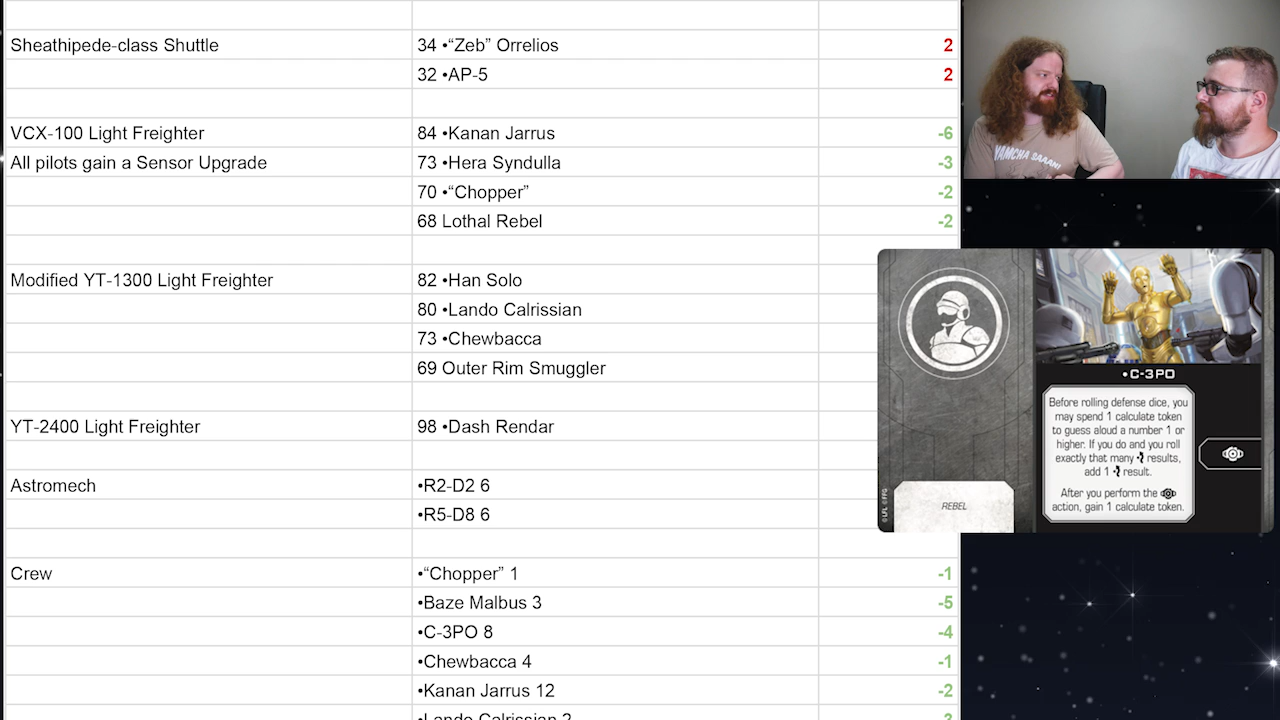 Sheathipede-class Shuttle 34 •“Zeb” Orrelios 2
32 •AP-5 2
VCX-100 Light Freighter 84 •Kanan Jarrus -6
All pilots gain a Sensor Upgrade 73 •Hera Syndulla -3
70 •“Chopper” -2
68 Lothal Rebel -2
Modified YT-1300 Light Freighter 82 •Han Solo
80 •Lando Calrissian
73 •Chewbacca
69 Outer Rim Smuggler
YT-2400 Light Freighter 98 •Dash Rendar
Astromech •R2-D2 6
•R5-D8 6
Crew •“Chopper” 1 -1
•Baze Malbus 3 -5
•C-3PO 8 -4
•Chewbacca 4 -1
•Kanan Jarrus 12 -2
•Lando Calrissian 2
YAMCHA SAAAN!
•C-3PO
Before rolling defense dice, you
may spend 1 calculate token
to guess aloud a number 1 or
higher. If you do and you roll
exactly that many results,
add 1 result.
After you perform the
action, gain 1 calculate token.
REBEL
©LFL ©FFG